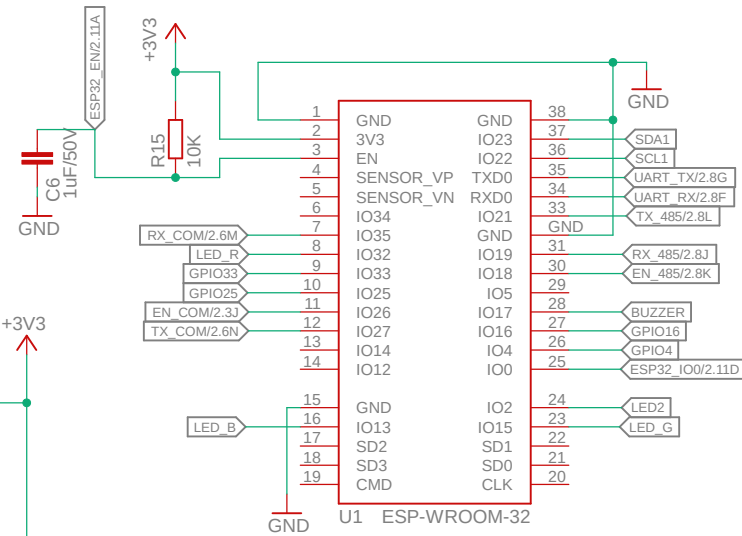 +3V3
ESP32_EN/2.11A
R15
10K
C6
1uF/50V
GND
GND
1 GND GND 38
2 3V3 IO23 37 SDA1
3 EN IO22 36 SCL1
4 SENSOR_VP TXD0 35 UART_TX/2.8G
5 SENSOR_VN RXD0 34 UART_RX/2.8F
6 IO34 IO21 33 TX_485/2.8L
RX_COM/2.6M 7 IO35 GND GND
LED_R 8 IO32 IO19 31 RX_485/2.8J
GPIO33 9 IO33 IO18 30 EN_485/2.8K
GPIO25 10 IO25 IO5 29
EN_COM/2.3J 11 IO26 IO17 28 BUZZER
TX_COM/2.6N 12 IO27 IO16 27 GPIO16
13 IO14 IO4 26 GPIO4
14 IO12 IO0 25 ESP32_IO0/2.11D
15 GND IO2 24 LED2
LED_B 16 IO13 IO15 23 LED_G
17 SD2 SD1 22
18 SD3 SD0 21
19 CMD CLK 20
GND
U1 ESP-WROOM-32
+3V3